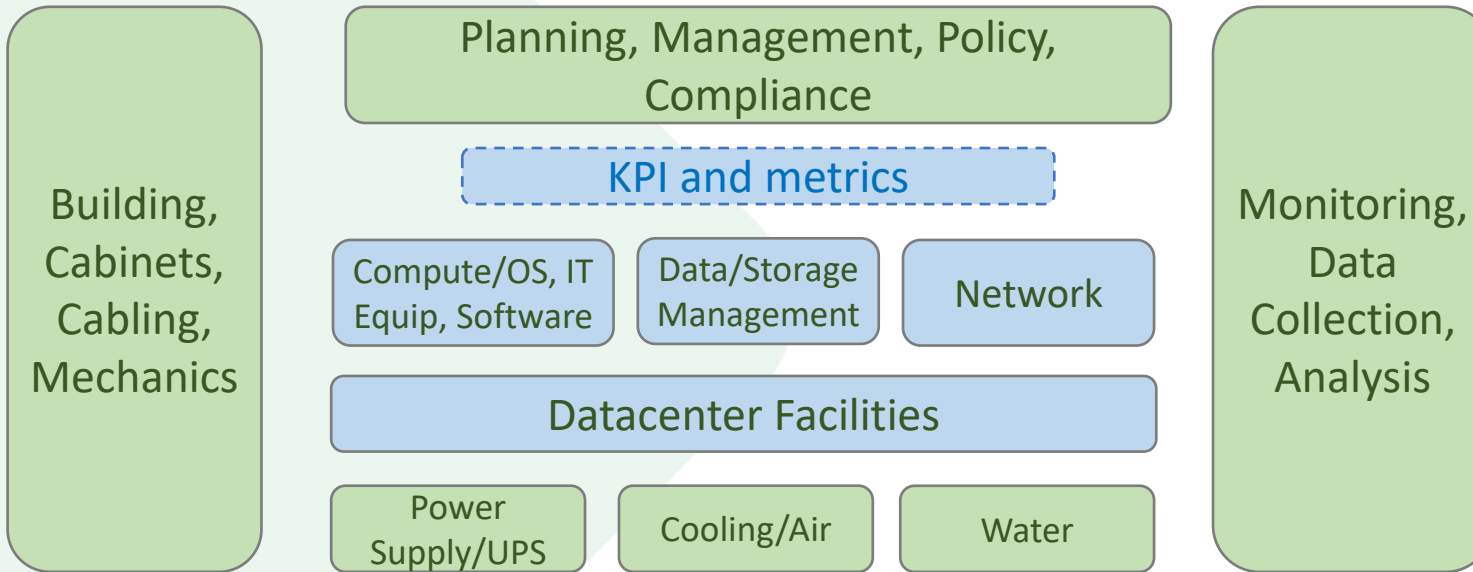 Planning, Management, Policy,
Compliance
KPI and metrics
Building,
Cabinets,
Cabling,
Mechanics
Compute/OS, IT
Equip, Software
Data/Storage
Management
Network
Monitoring,
Data
Collection,
Analysis
Datacenter Facilities
Power
Supply/UPS
Cooling/Air
Water